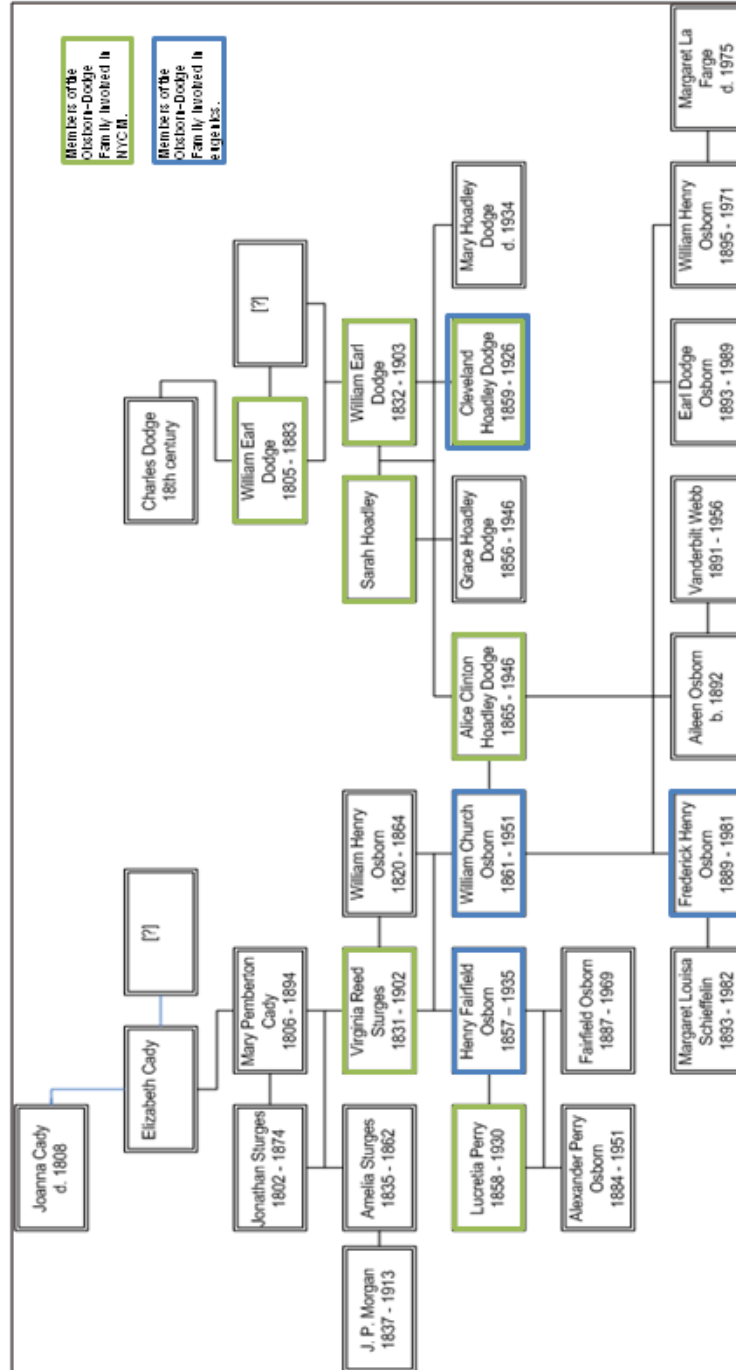 Joanna Cady
d. 1808
Elizabeth Cady
[?]
Charles Dodge
18th century
Members of the
Obsborn-Dodge
Family Involved in
NYCM.
Members of the
Obsborn-Dodge
Family Involved in
eugenics.
Jonathan Sturges
1802 - 1874
Mary Pemberton
Cady
1806 - 1894
William Earl
Dodge
1805 - 1883
[?]
J. P. Morgan
1837 - 1913
Amelia Sturges
1835 - 1862
Virginia Reed
Sturges
1831 - 1902
William Henry
Osborn
1820 - 1864
Sarah Hoadley
William Earl
Dodge
1832 - 1903
Lucretia Perry
1858 - 1930
Henry Fairfield
Osborn
1857 – 1935
William Church
Osborn
1861 - 1951
Alice Clinton
Hoadley Dodge
1865 - 1946
Grace Hoadley
Dodge
1856 - 1946
Cleveland
Hoadley Dodge
1859 - 1926
Mary Hoadley
Dodge
d. 1934
Alexander Perry
Osborn
1884 - 1951
Fairfield Osborn
1887 - 1969
Margaret Louisa
Schieffelin
1893 - 1982
Frederick Henry
Osborn
1889 - 1981
Aileen Osborn
b. 1892
Vanderbilt Webb
1891 - 1956
Earl Dodge
Osborn
1893 - 1989
William Henry
Osborn
1895 - 1971
Margaret La
Farge
d. 1975